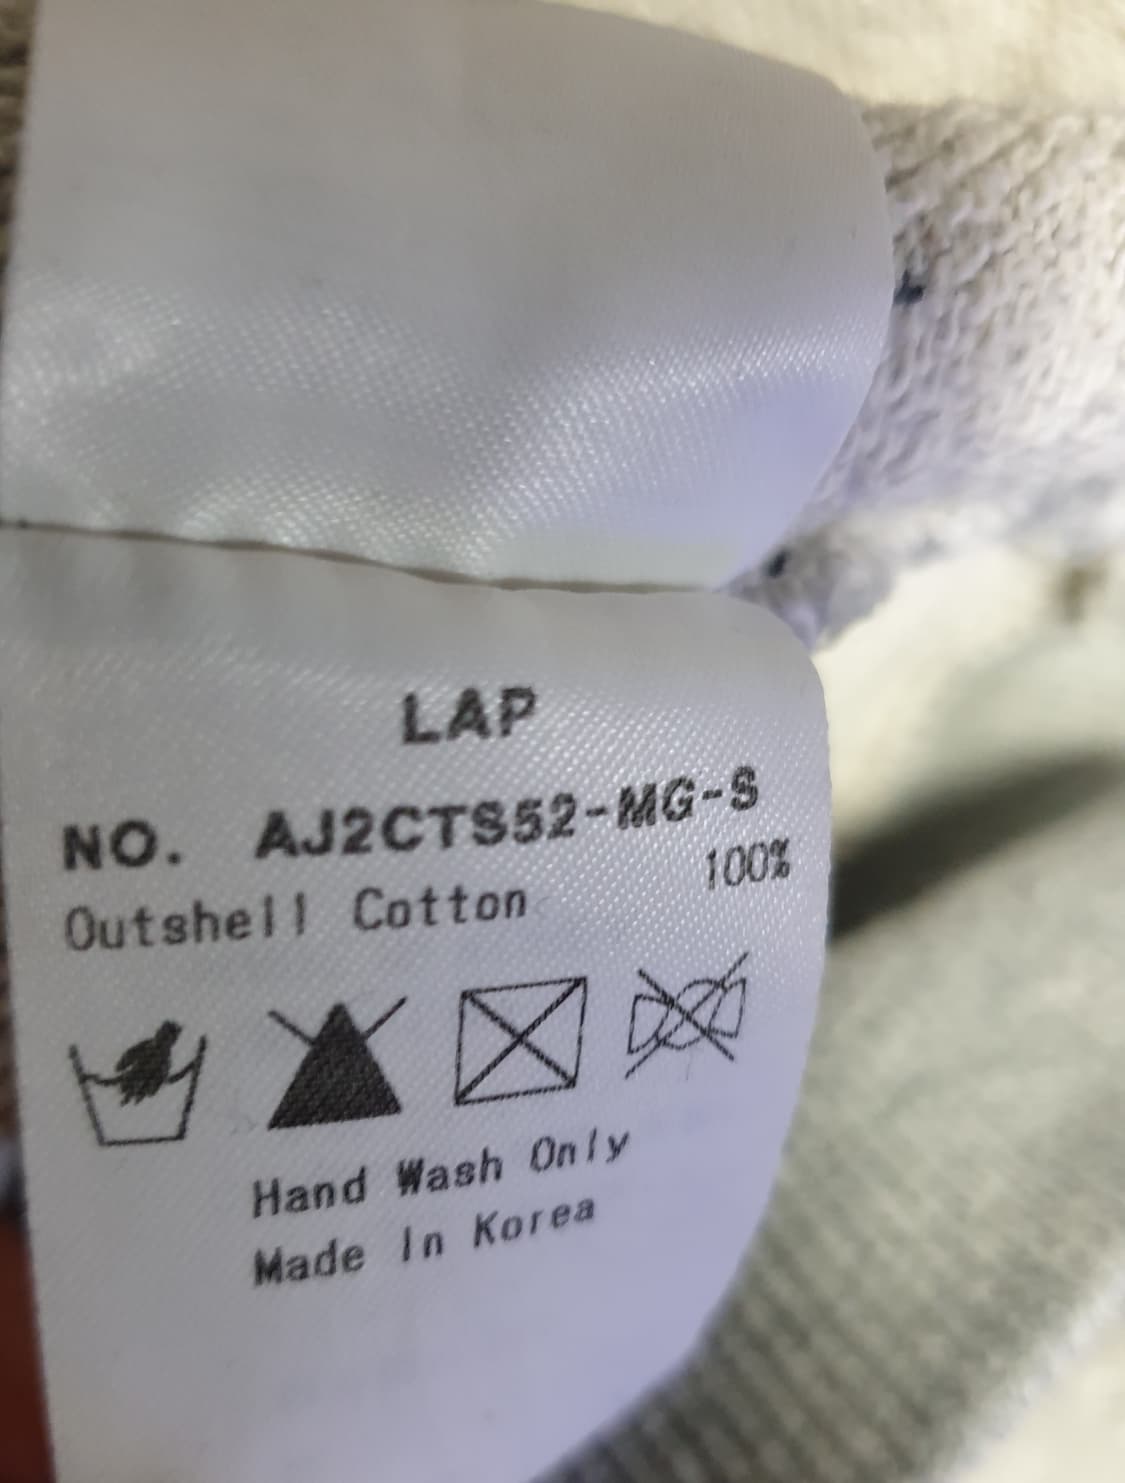 LAP
NO. AJ2CTS52-MG-S
Outshell Cotton 100%
Hand Wash Only
Made In Korea